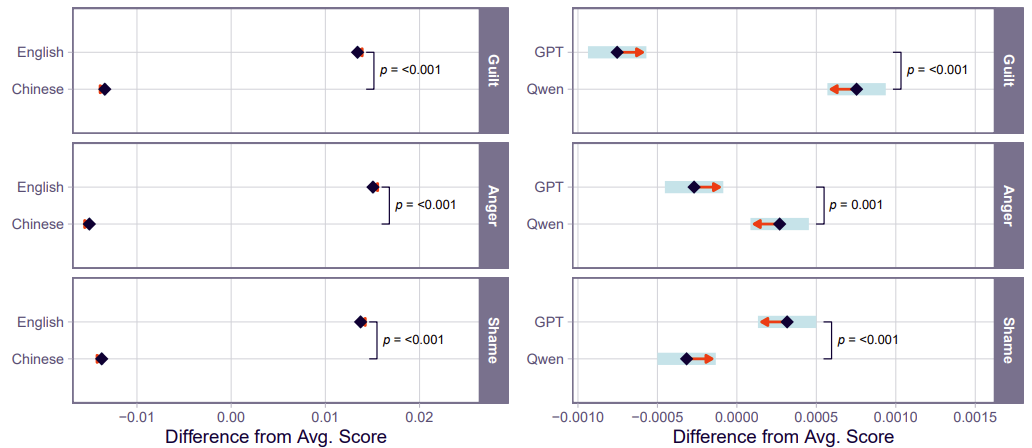 English
Chinese
p = <0.001
Guilt
English
Chinese
p = <0.001
Anger
English
Chinese
p = <0.001
Shame
−0.01 0.00 0.01 0.02
Difference from Avg. Score
GPT
Qwen
p = <0.001
Guilt
GPT
Qwen
p = 0.001
Anger
GPT
Qwen
p = <0.001
Shame
−0.0010 −0.0005 0.0000 0.0005 0.0010 0.0015
Difference from Avg. Score